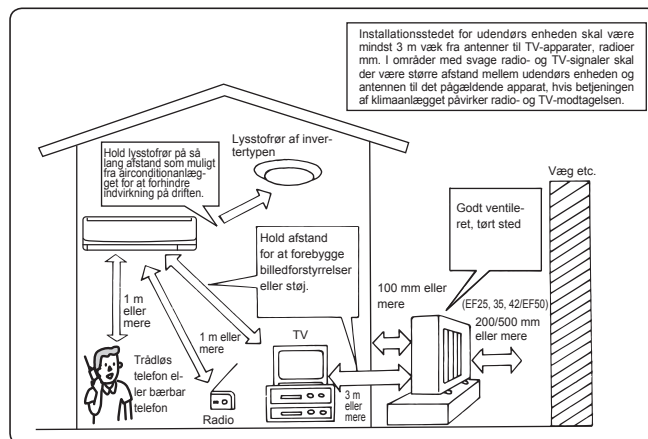 Installationsstedet for udendørs enheden skal være
mindst 3 m væk fra antenner til TV-apparater, radioer
mm. I områder med svage radio- og TV-signaler skal
der være større afstand mellem udendørs enheden og
antennen til det pågældende apparat, hvis betjeningen
af klimaanlægget påvirker radio- og TV-modtagelsen.
Hold lysstofrør på så
lang afstand som muligt
fra airconditionanlæg-
get for at forhindre
indvirkning på driften.
Lysstofrør af inver-
tertypen
Væg etc.
Godt ventile-
ret, tørt sted
Hold afstand
for at forebygge
billedforstyrrelser
eller støj.
100 mm eller
mere
(EF25, 35, 42/EF50)
200/500 mm
eller mere
1 m
eller
mere
1 m eller
mere
TV
Trådløs
telefon el-
ler bærbar
telefon
Radio
3 m
eller
mere